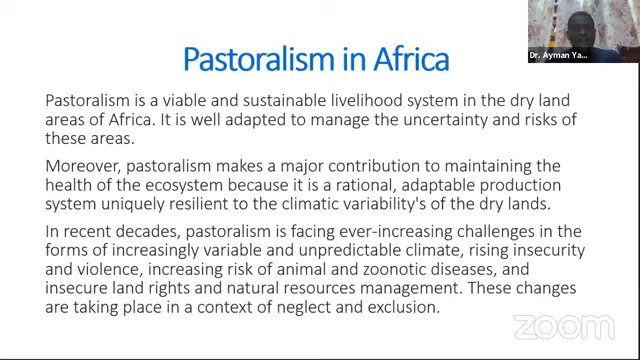 Dr. Ayman Ya...
Pastoralism in Africa
Pastoralism is a viable and sustainable livelihood system in the dry land
areas of Africa. It is well adapted to manage the uncertainty and risks of
these areas.
Moreover, pastoralism makes a major contribution to maintaining the
health of the ecosystem because it is a rational, adaptable production
system uniquely resilient to the climatic variability's of the dry lands.
In recent decades, pastoralism is facing ever-increasing challenges in the
forms of increasingly variable and unpredictable climate, rising insecurity
and violence, increasing risk of animal and zoonotic diseases, and
insecure land rights and natural resources management. These changes
are taking place in a context of neglect and exclusion.
zoom